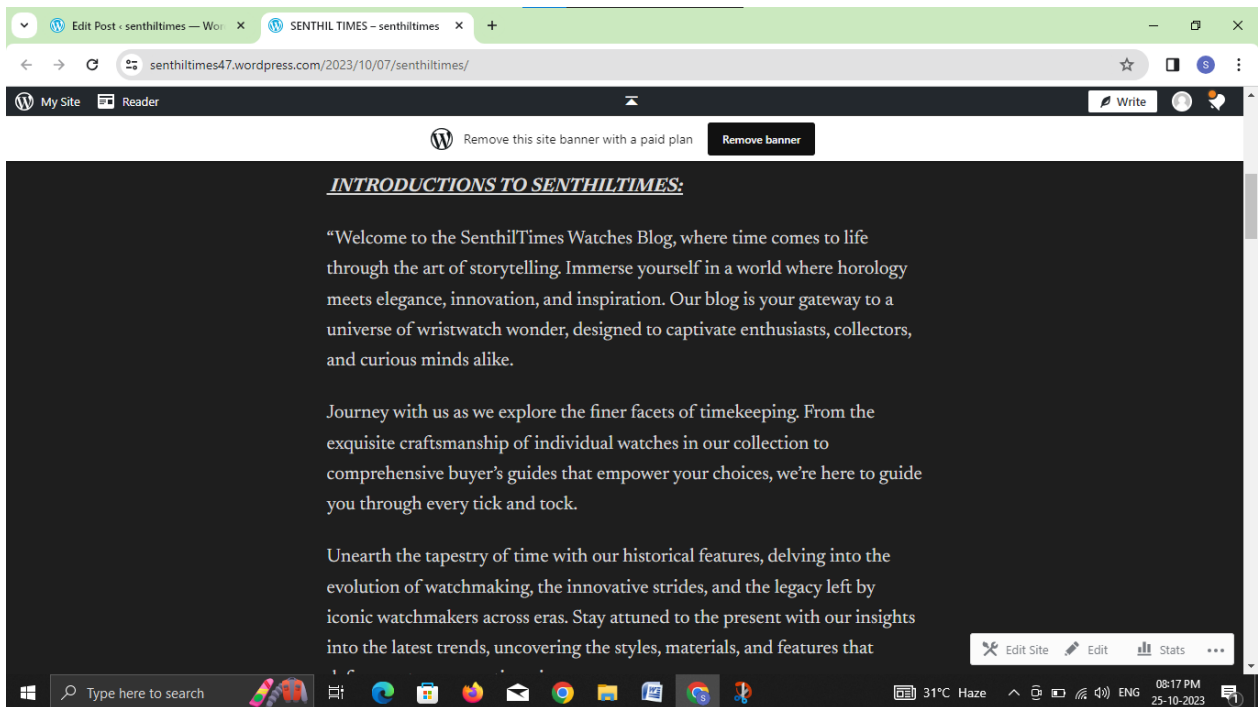 Edit Post ‹ senthiltimes — Wor
SENTHIL TIMES – senthiltimes
senthiltimes47.wordpress.com/2023/10/07/senthiltimes/
S
My Site
Reader
Write
Remove this site banner with a paid plan
Remove banner
INTRODUCTIONS TO SENTHILTIMES:
“Welcome to the SenthilTimes Watches Blog, where time comes to life
through the art of storytelling. Immerse yourself in a world where horology
meets elegance, innovation, and inspiration. Our blog is your gateway to a
universe of wristwatch wonder, designed to captivate enthusiasts, collectors,
and curious minds alike.
Journey with us as we explore the finer facets of timekeeping. From the
exquisite craftsmanship of individual watches in our collection to
comprehensive buyer’s guides that empower your choices, we’re here to guide
you through every tick and tock.
Unearth the tapestry of time with our historical features, delving into the
evolution of watchmaking, the innovative strides, and the legacy left by
iconic watchmakers across eras. Stay attuned to the present with our insights
into the latest trends, uncovering the styles, materials, and features that
Edit Site
Edit
Stats
Type here to search
31°C Haze
ENG
08:17 PM
25-10-2023
1